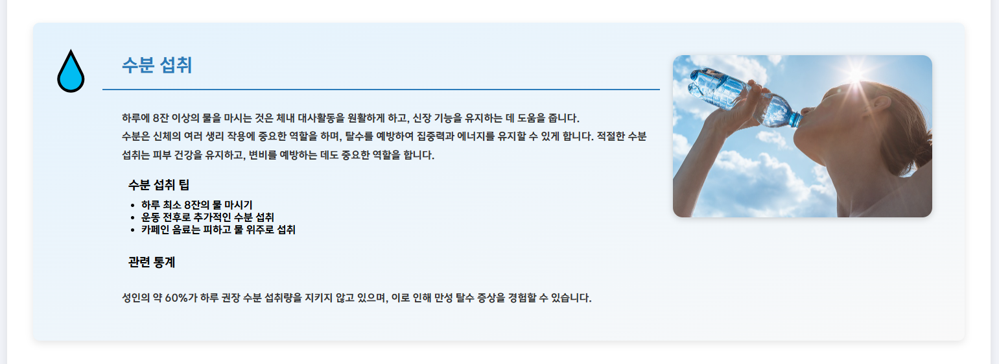 수분 섭취
하루에 8잔 이상의 물을 마시는 것은 체내 대사활동을 원활하게 하고, 신장 기능을 유지하는 데 도움을 줍니다.
수분은 신체의 여러 생리 작용에 중요한 역할을 하며, 탈수를 예방하여 집중력과 에너지를 유지할 수 있게 합니다. 적절한 수분
섭취는 피부 건강을 유지하고, 변비를 예방하는 데도 중요한 역할을 합니다.
수분 섭취 팁
• 하루 최소 8잔의 물 마시기
• 운동 전후로 추가적인 수분 섭취
• 카페인 음료는 피하고 물 위주로 섭취
관련 통계
성인의 약 60%가 하루 권장 수분 섭취량을 지키지 않고 있으며, 이로 인해 만성 탈수 증상을 경험할 수 있습니다.